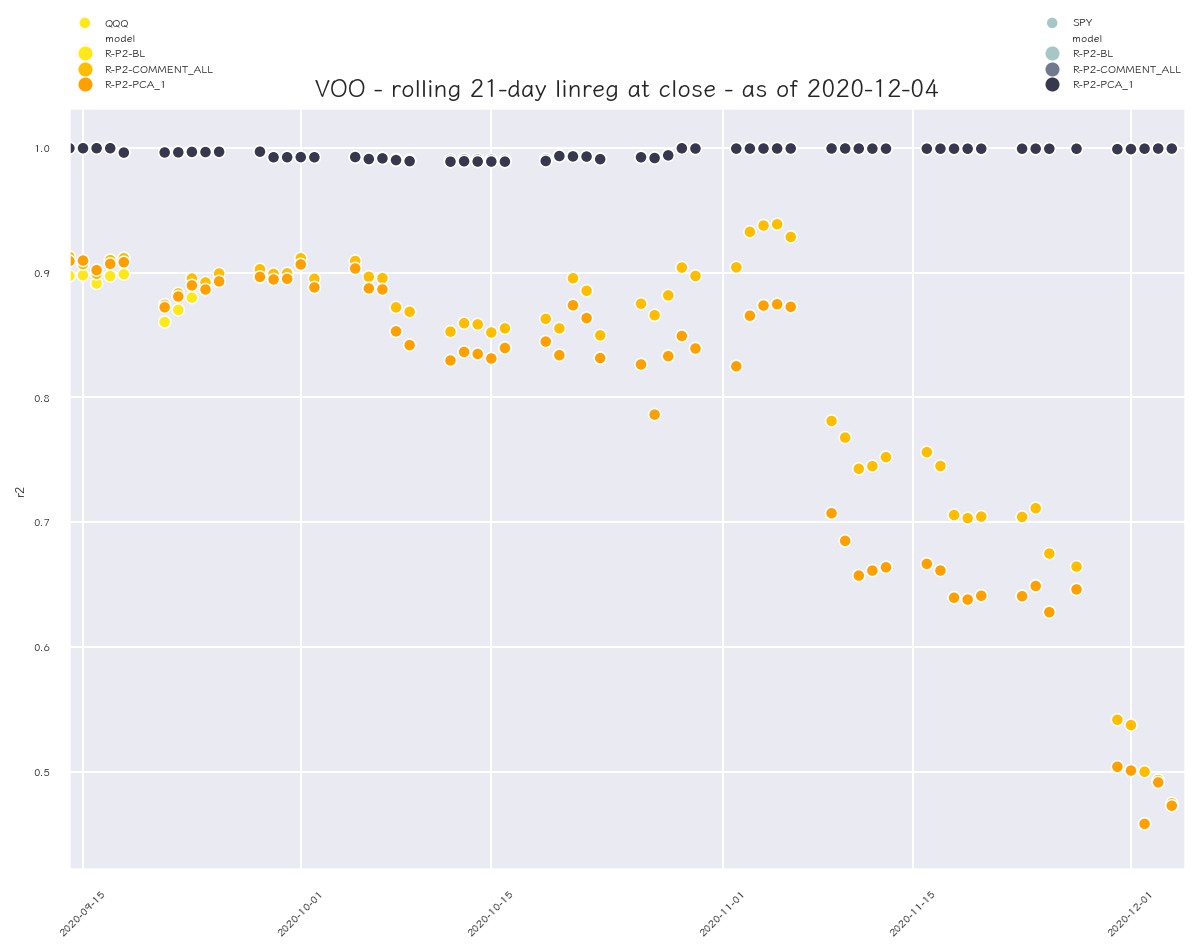 QQQ
model
R-P2-BL
R-P2-COMMENT_ALL
R-P2-PCA_1
SPY
model
R-P2-BL
R-P2-COMMENT_ALL
R-P2-PCA_1
VOO - rolling 21-day linreg at close - as of 2020-12-04
1.0
0.9
0.8
0.7
0.6
0.5
r2
2020-09-15
2020-10-01
2020-10-15
2020-11-01
2020-11-15
2020-12-01